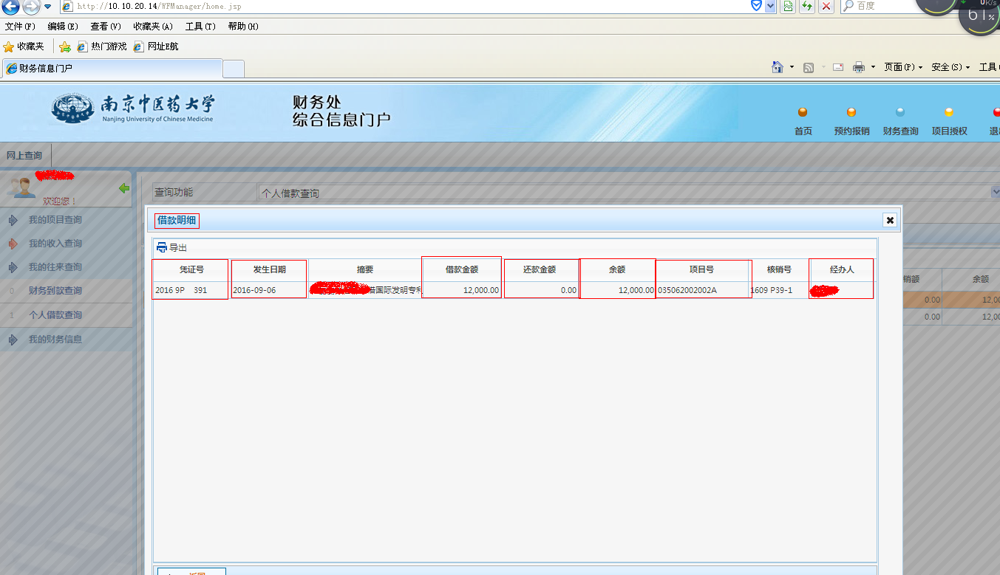 http://10.10.20.14/WFManager/home.jsp
百度
0K/s
61%
文件(F) 编辑(E) 查看(V) 收藏夹(A) 工具(T) 帮助(H)
收藏夹 热门游戏 网址E航
财务信息门户
页面(P) 安全(S) 工具
南京中医药大学
Nanjing University of Chinese Medicine
财务处
综合信息门户
首页 预约报销 财务查询 项目授权 退
网上查询
欢迎您！
查询功能 个人借款查询
我的项目查询
我的收入查询
我的往来查询
0 财务到款查询
1 个人借款查询
我的财务信息
借款明细
导出
凭证号 发生日期 摘要 借款金额 还款金额 余额 项目号 核销号 经办人
2016 9P 391 2016-09-06 借国际发明专利 12,000.00 0.00 12,000.00 035062002002A 1609 P39-1
销额 余额
0.00 12,00
0.00 12,00
返回